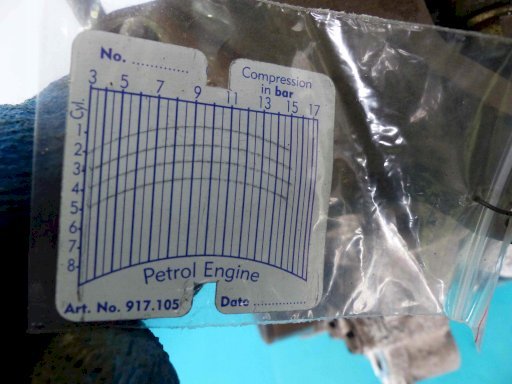 No. ..............
Compression
in bar
3 . 5 7 9 11 13 15 17
Cyl.
1
2
3
4
5
6
7
8
Petrol Engine
Art. No. 917.105
Date ..............